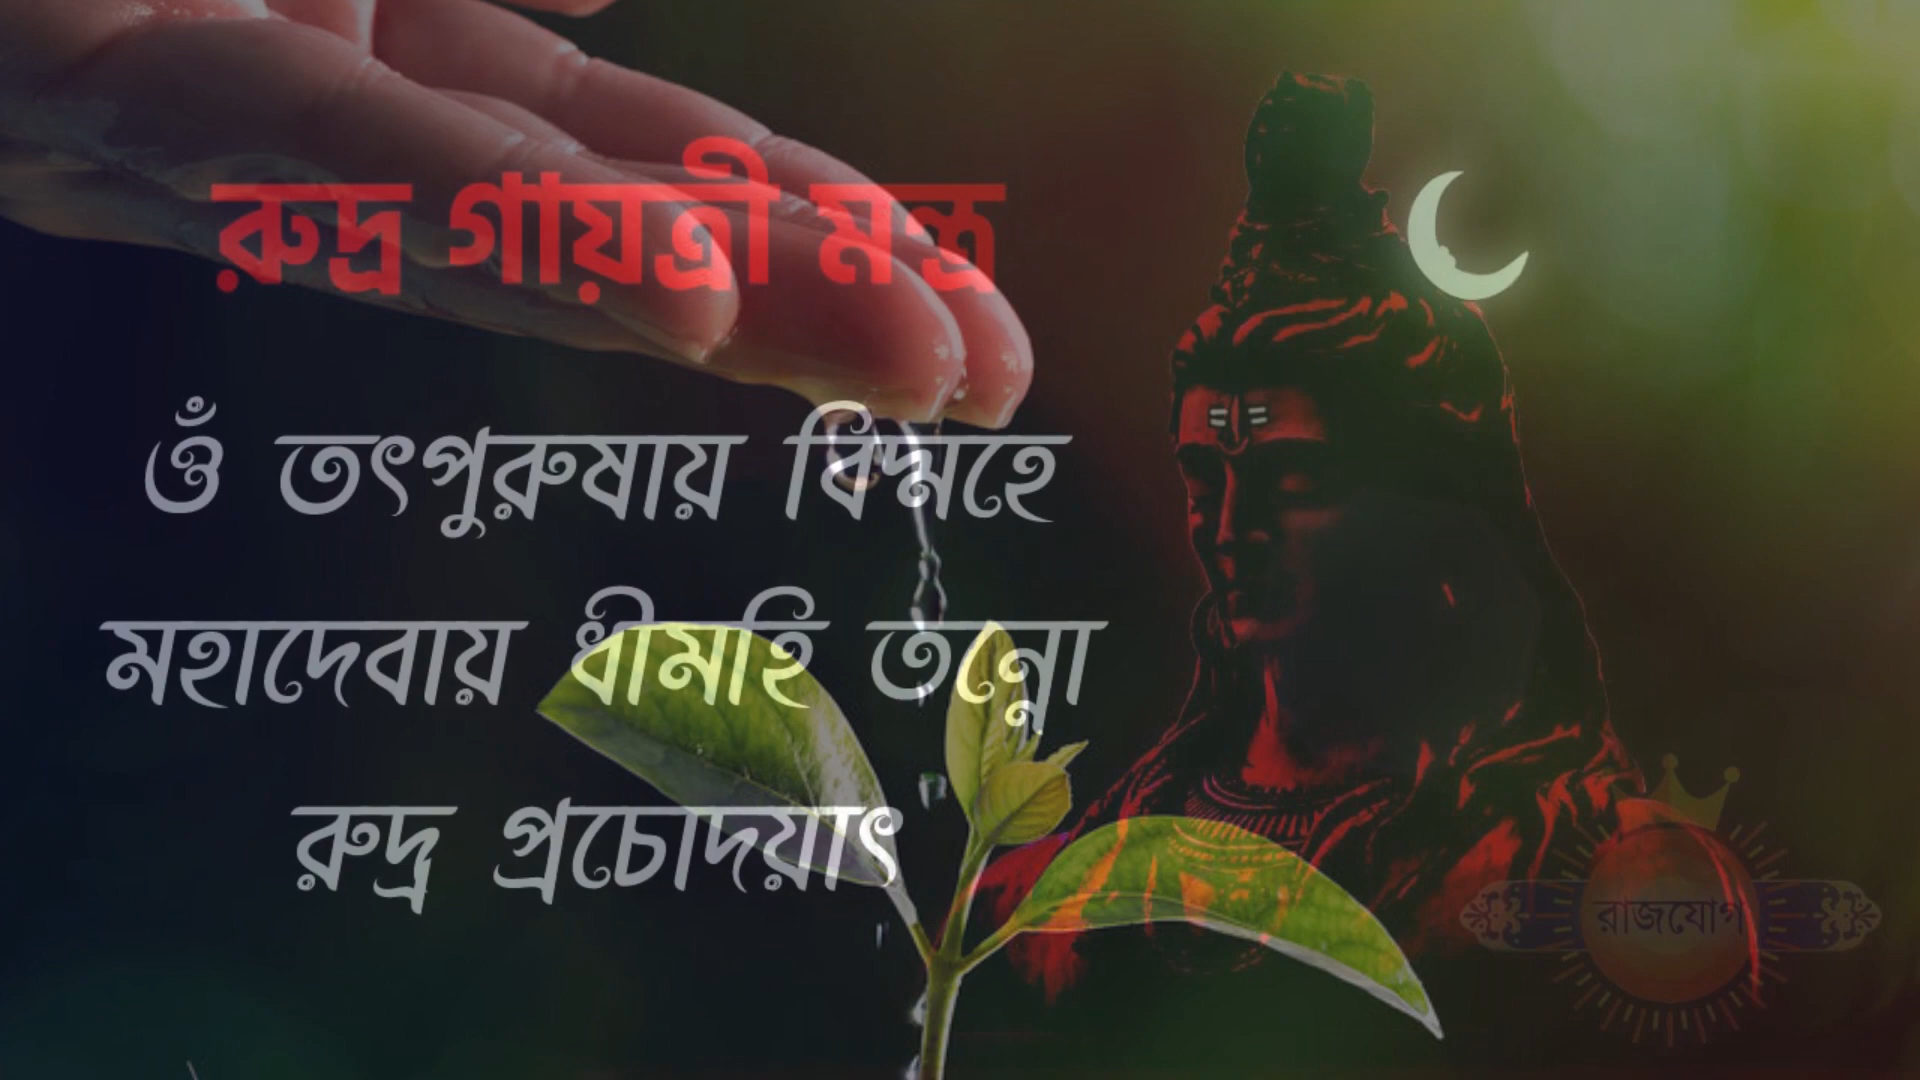 রুদ্র গায়ত্রী মন্ত্র
ওঁ তৎপুরুষায় বিদ্মহে
মহাদেবায় ধীমহি তন্নো
রুদ্র প্রচোদয়াৎ
রাজযোগ